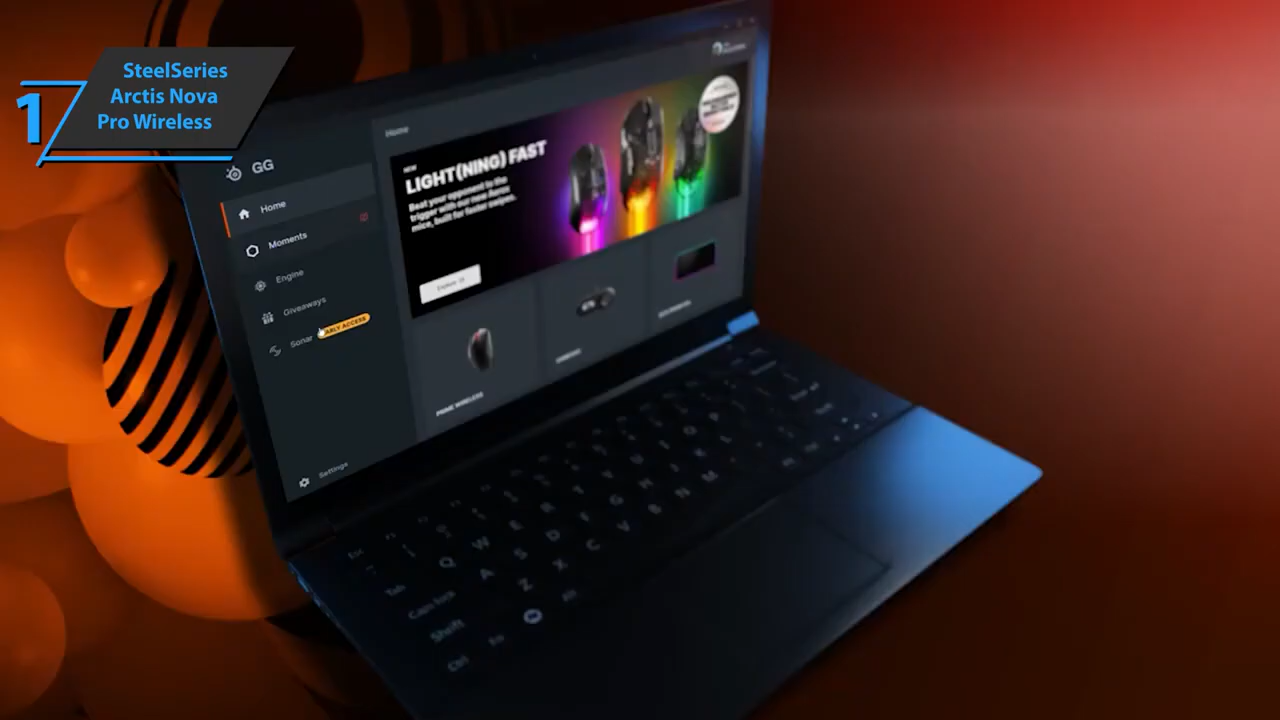 1
SteelSeries
Arctis Nova
Pro Wireless
GG
Home
Moments
Engine
Giveaways
Sonar
EARLY ACCESS
Settings
Home
NEW
LIGHT(NING) FAST
Beat your opponent to the
trigger with our new Aerox
mice, built for faster swipes.
Explore
PRIME WIRELESS
Esc
Tab
Q W E R T
Caps lock
A S D F G H
Shift
Z X C V B N M
Ctrl
Fn
Alt